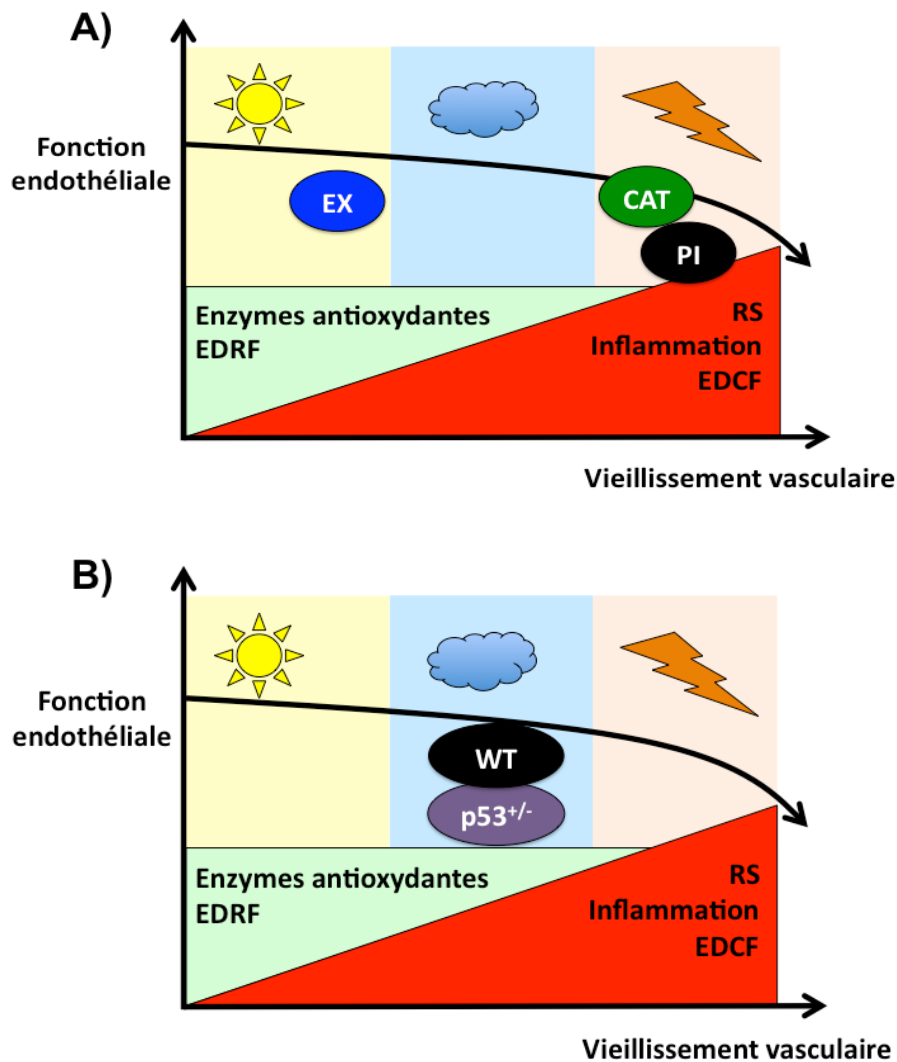 A)
Fonction
endothéliale
EX
CAT
PI
Enzymes antioxydantes
EDRF
RS
Inflammation
EDCF
Vieillissement vasculaire
B)
Fonction
endothéliale
WT
p53+/-
Enzymes antioxydantes
EDRF
RS
Inflammation
EDCF
Vieillissement vasculaire